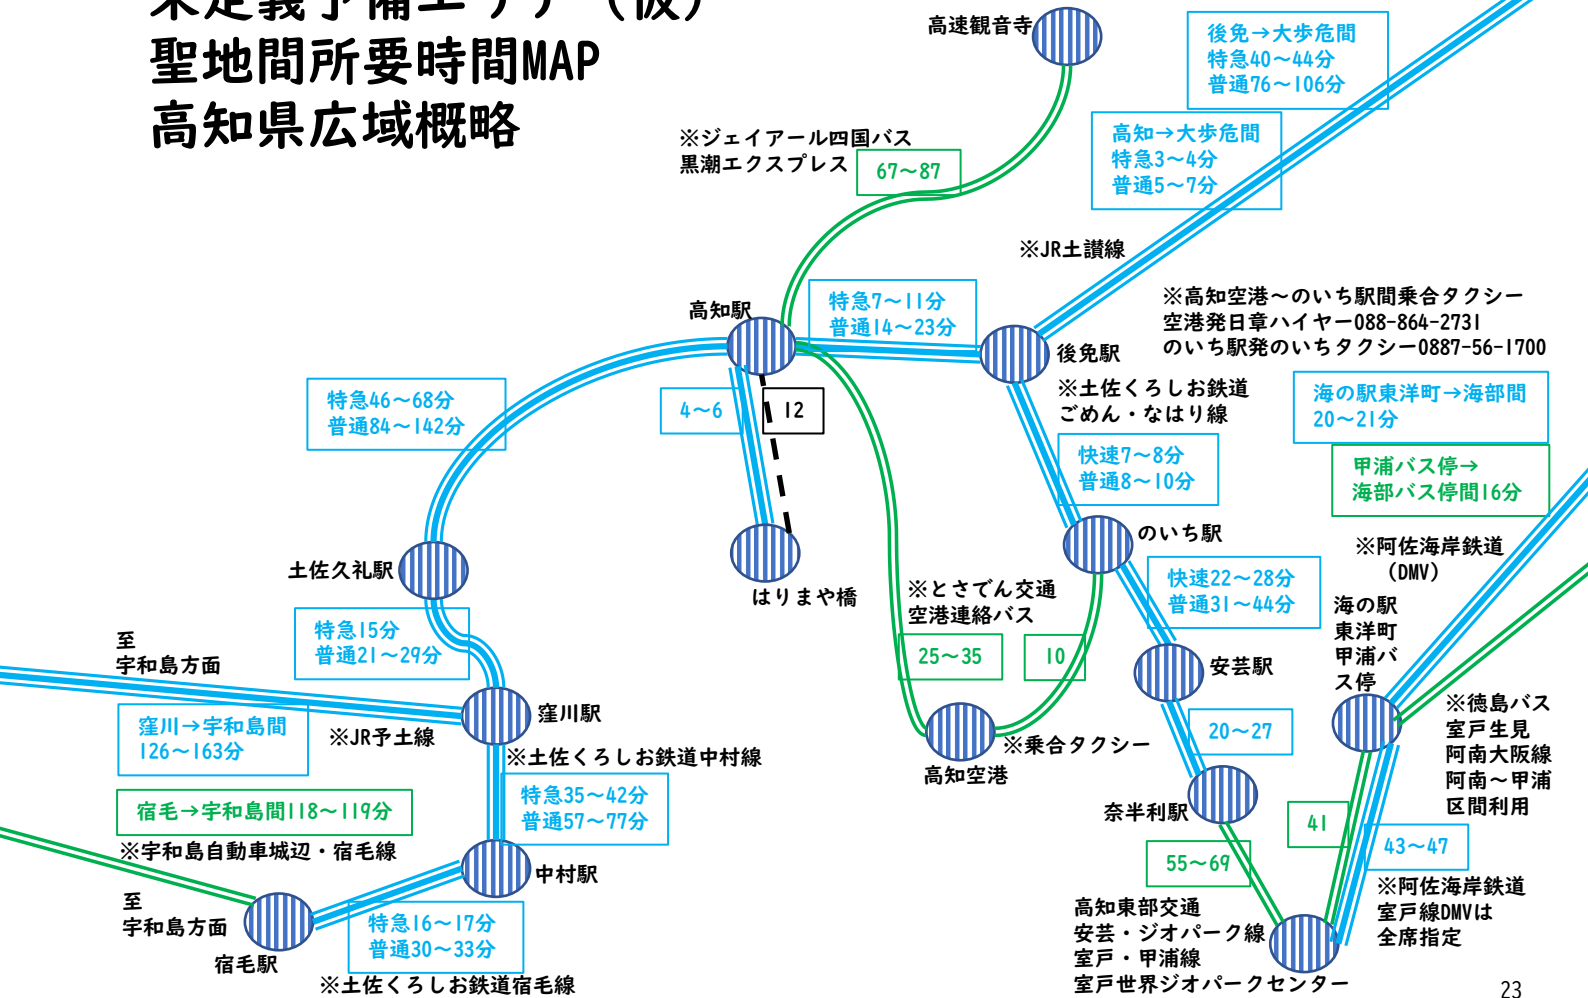 未定義予備エリア（仮）
聖地間所要時間MAP
高知県広域概略
高速観音寺
後免→大歩危間
特急40～44分
普通76～106分
※ジェイアール四国バス
黒潮エクスプレス
67～87
高知→大歩危間
特急3～4分
普通5～7分
※JR土讃線
高知駅
特急7～11分
普通14～23分
後免駅
※高知空港～のいち駅間乗合タクシー
空港発日章ハイヤー088-864-2731
のいち駅発のいちタクシー0887-56-1700
特急46～68分
普通84～142分
4～6
12
※土佐くろしお鉄道
ごめん・なはり線
海の駅東洋町→海部間
20～21分
快速7～8分
普通8～10分
甲浦バス停→
海部バス停間16分
土佐久礼駅
はりまや橋
のいち駅
※阿佐海岸鉄道
（DMV）
※とさでん交通
空港連絡バス
快速22～28分
普通31～44分
海の駅
東洋町
甲浦バ
ス停
特急15分
普通21～29分
至
宇和島方面
25～35
10
安芸駅
窪川駅
窪川→宇和島間
126～163分
※JR予土線
※土佐くろしお鉄道中村線
高知空港
※乗合タクシー
20～27
※徳島バス
室戸生見
阿南大阪線
阿南～甲浦
区間利用
宿毛→宇和島間118～119分
※宇和島自動車城辺・宿毛線
特急35～42分
普通57～77分
奈半利駅
41
43～47
55～69
中村駅
至
宇和島方面
宿毛駅
特急16～17分
普通30～33分
※土佐くろしお鉄道宿毛線
高知東部交通
安芸・ジオパーク線
室戸・甲浦線
室戸世界ジオパークセンター
※阿佐海岸鉄道
室戸線DMVは
全席指定
23